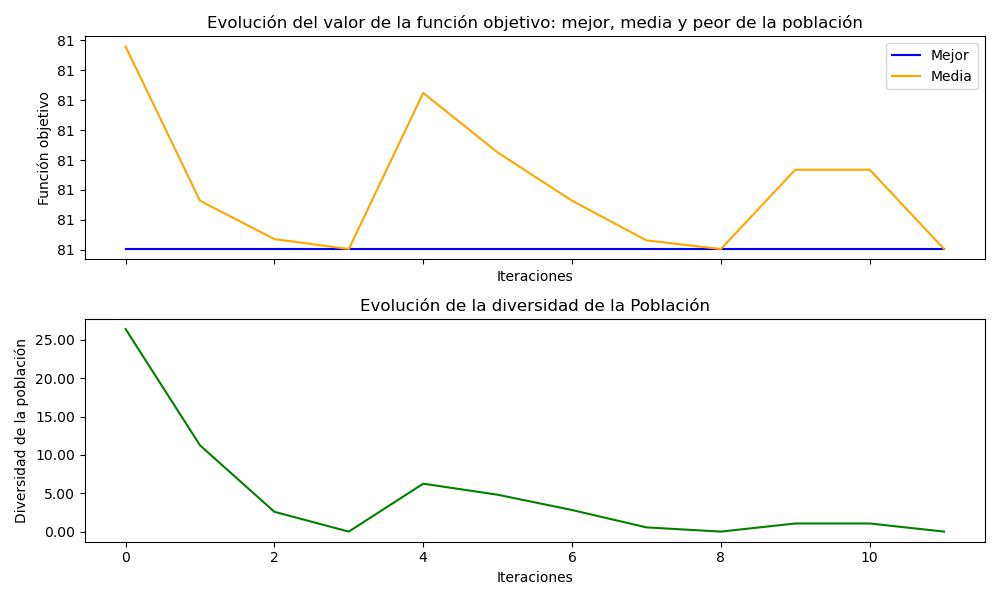 Evolución del valor de la función objetivo: mejor, media y peor de la población
81
81
81
81
81
81
81
81
Función objetivo
Mejor
Media
Iteraciones
Evolución de la diversidad de la Población
25.00
20.00
15.00
10.00
5.00
0.00
Diversidad de la población
0 2 4 6 8 10
Iteraciones